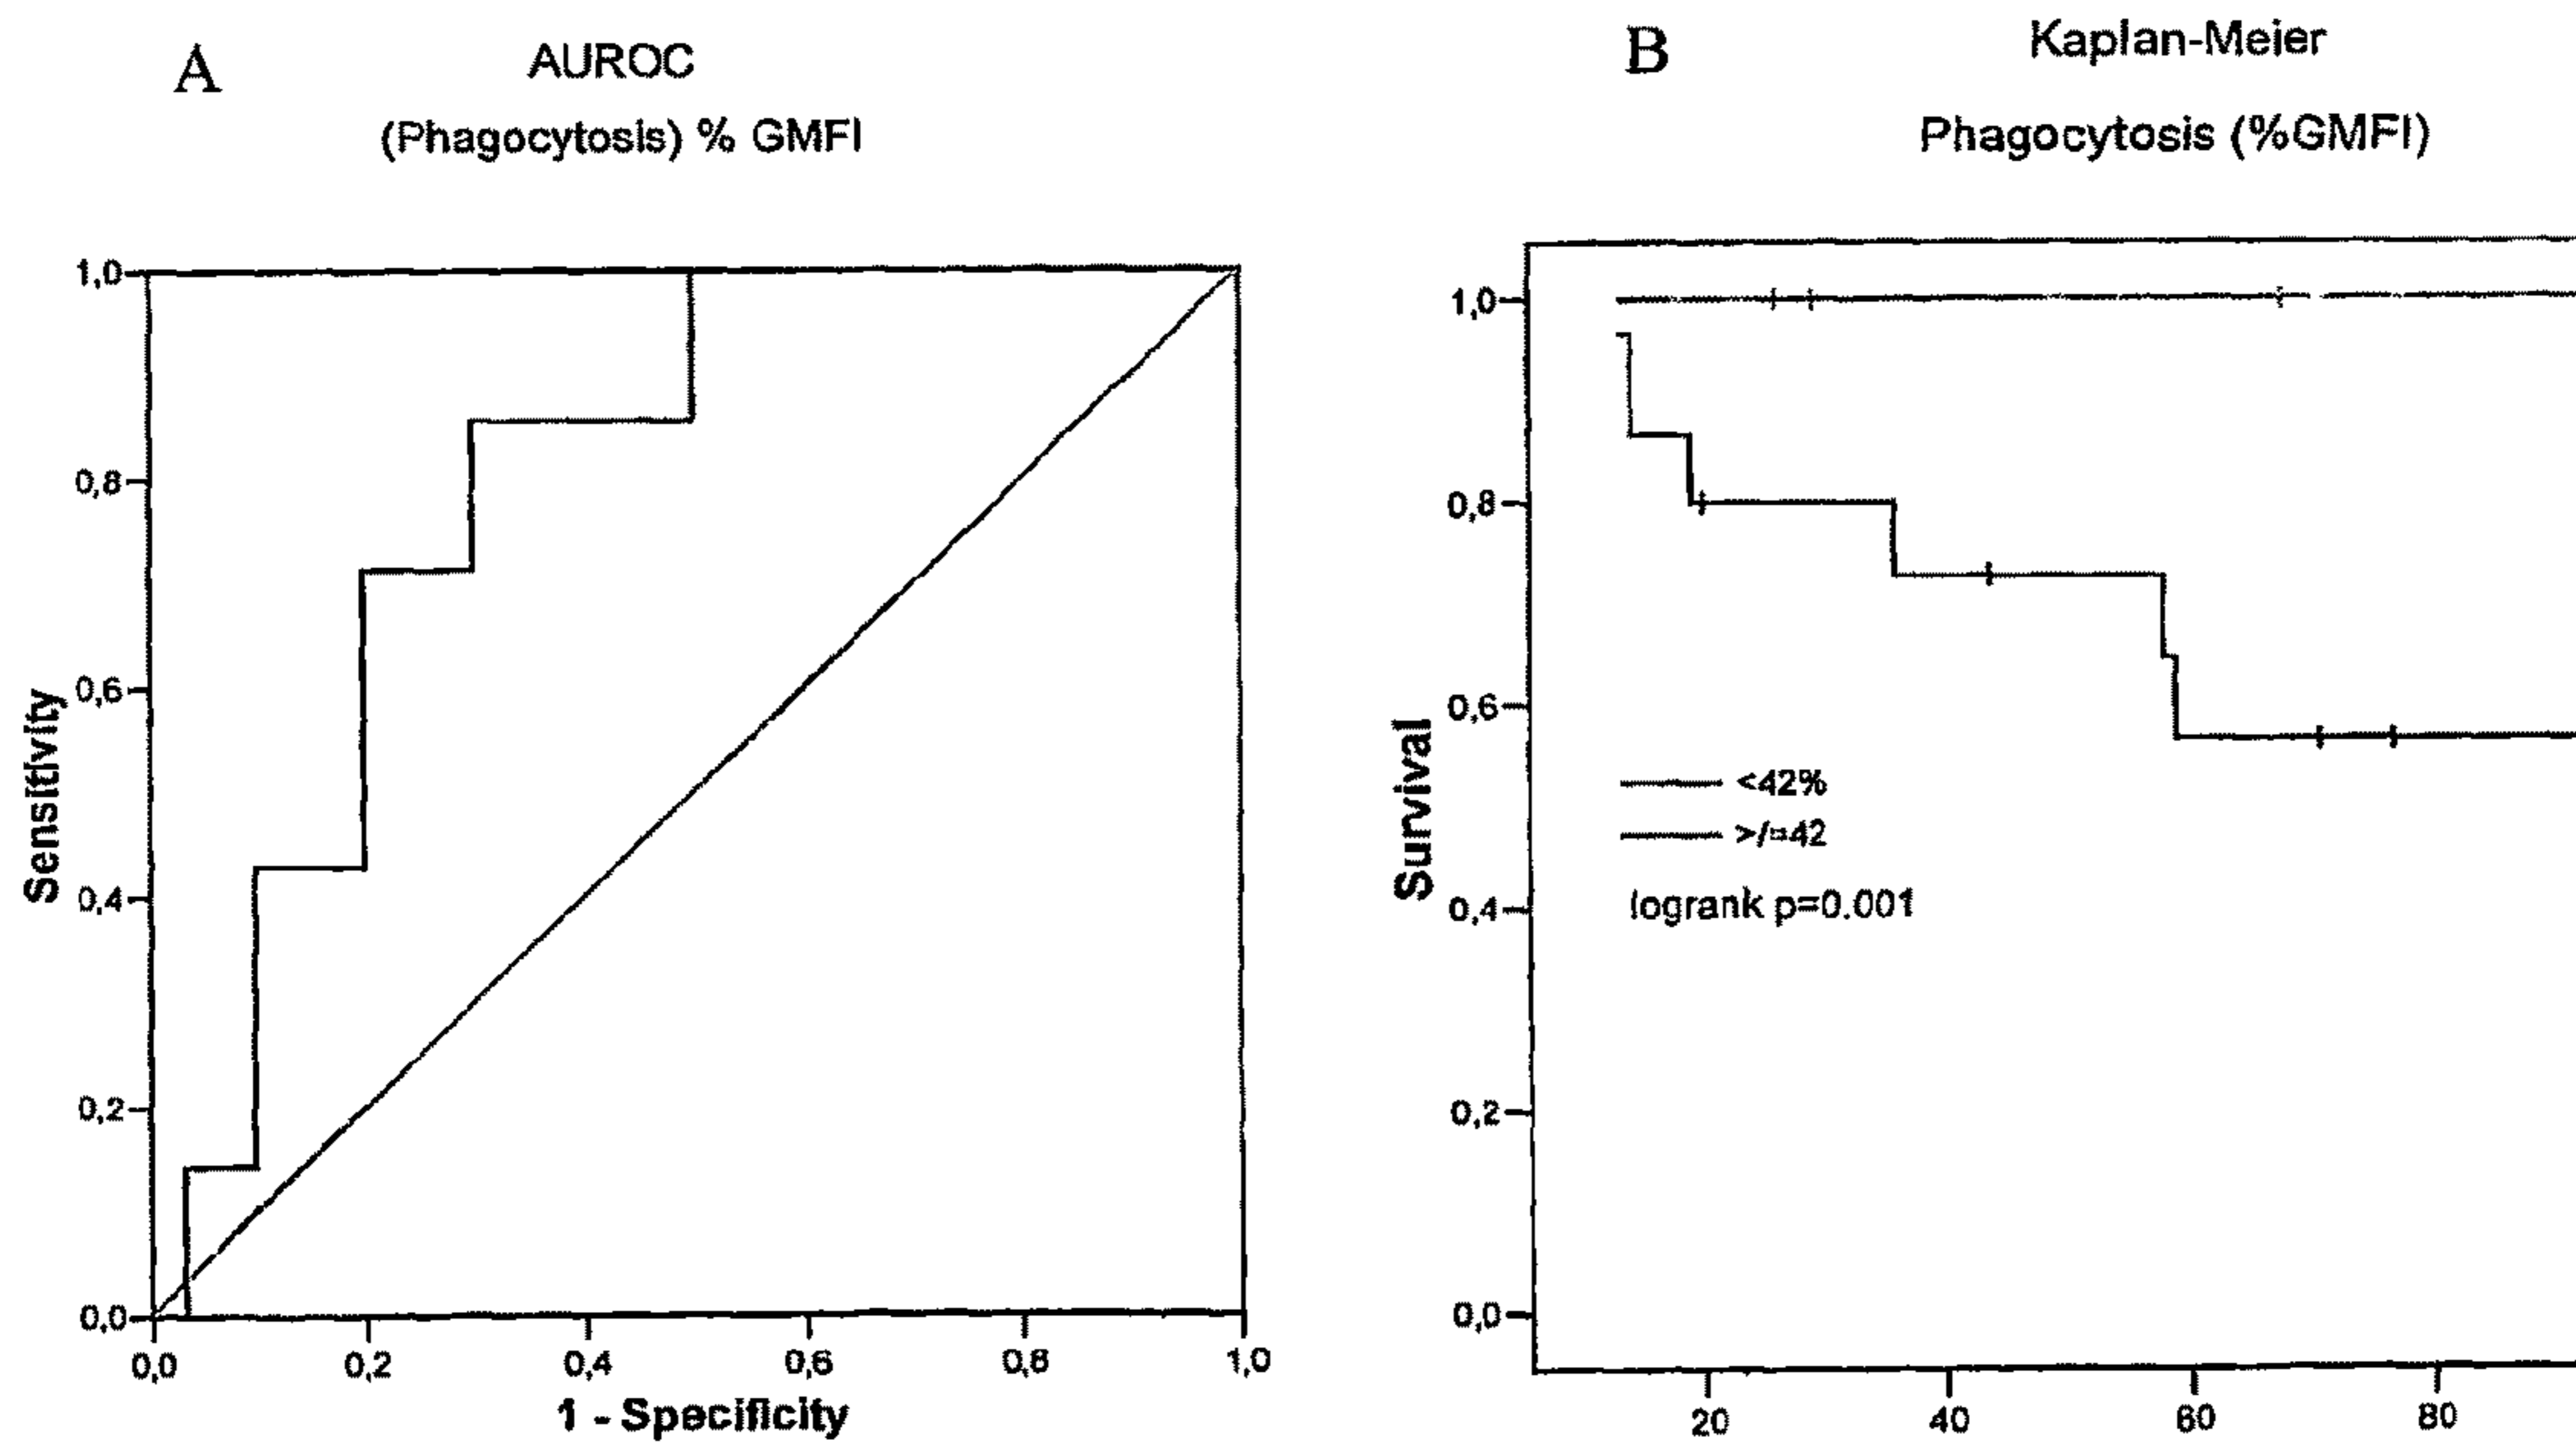 A
AUROC
(Phagocytosis) % GMFI
1,0
0,8
0,6
0,4
0,2
0,0
Sensitivity
0,0 0,2 0,4 0,6 0,8 1,0
1 - Specificity
B
Kaplan-Meier
Phagocytosis (%GMFI)
1,0
0,8
0,6
0,4
0,2
0,0
Survival
<42%
>/=42
logrank p=0.001
20 40 60 80